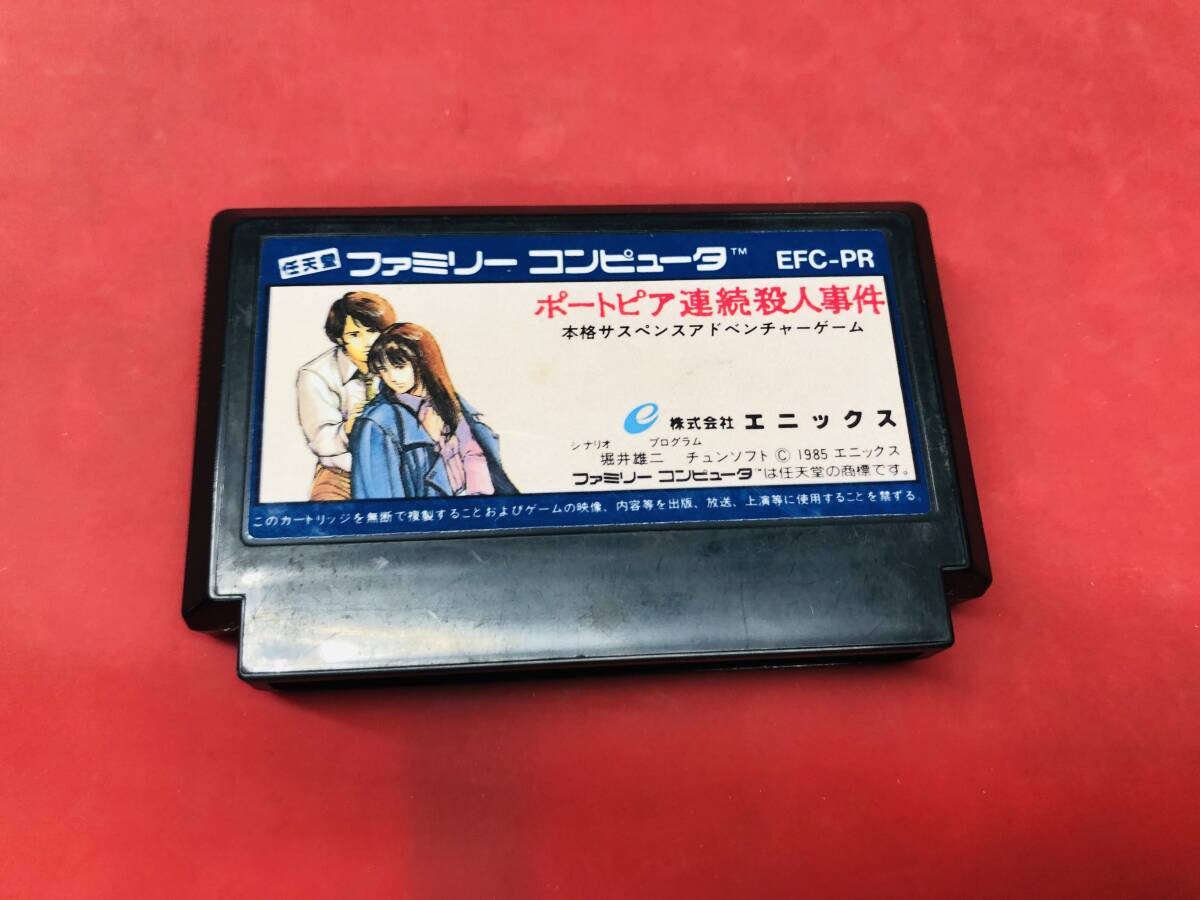 任天堂 ファミリー コンピュータ™ EFC-PR
ポートピア連続殺人事件
本格サスペンスアドベンチャーゲーム
e 株式会社 エニックス
シナリオ プログラム
堀井雄二 チュンソフト © 1985 エニックス
ファミリー コンピュータ™は任天堂の商標です。
このカートリッジを無断で複製することおよびゲームの映像、内容等を出版、放送、上演等に使用することを禁ずる。